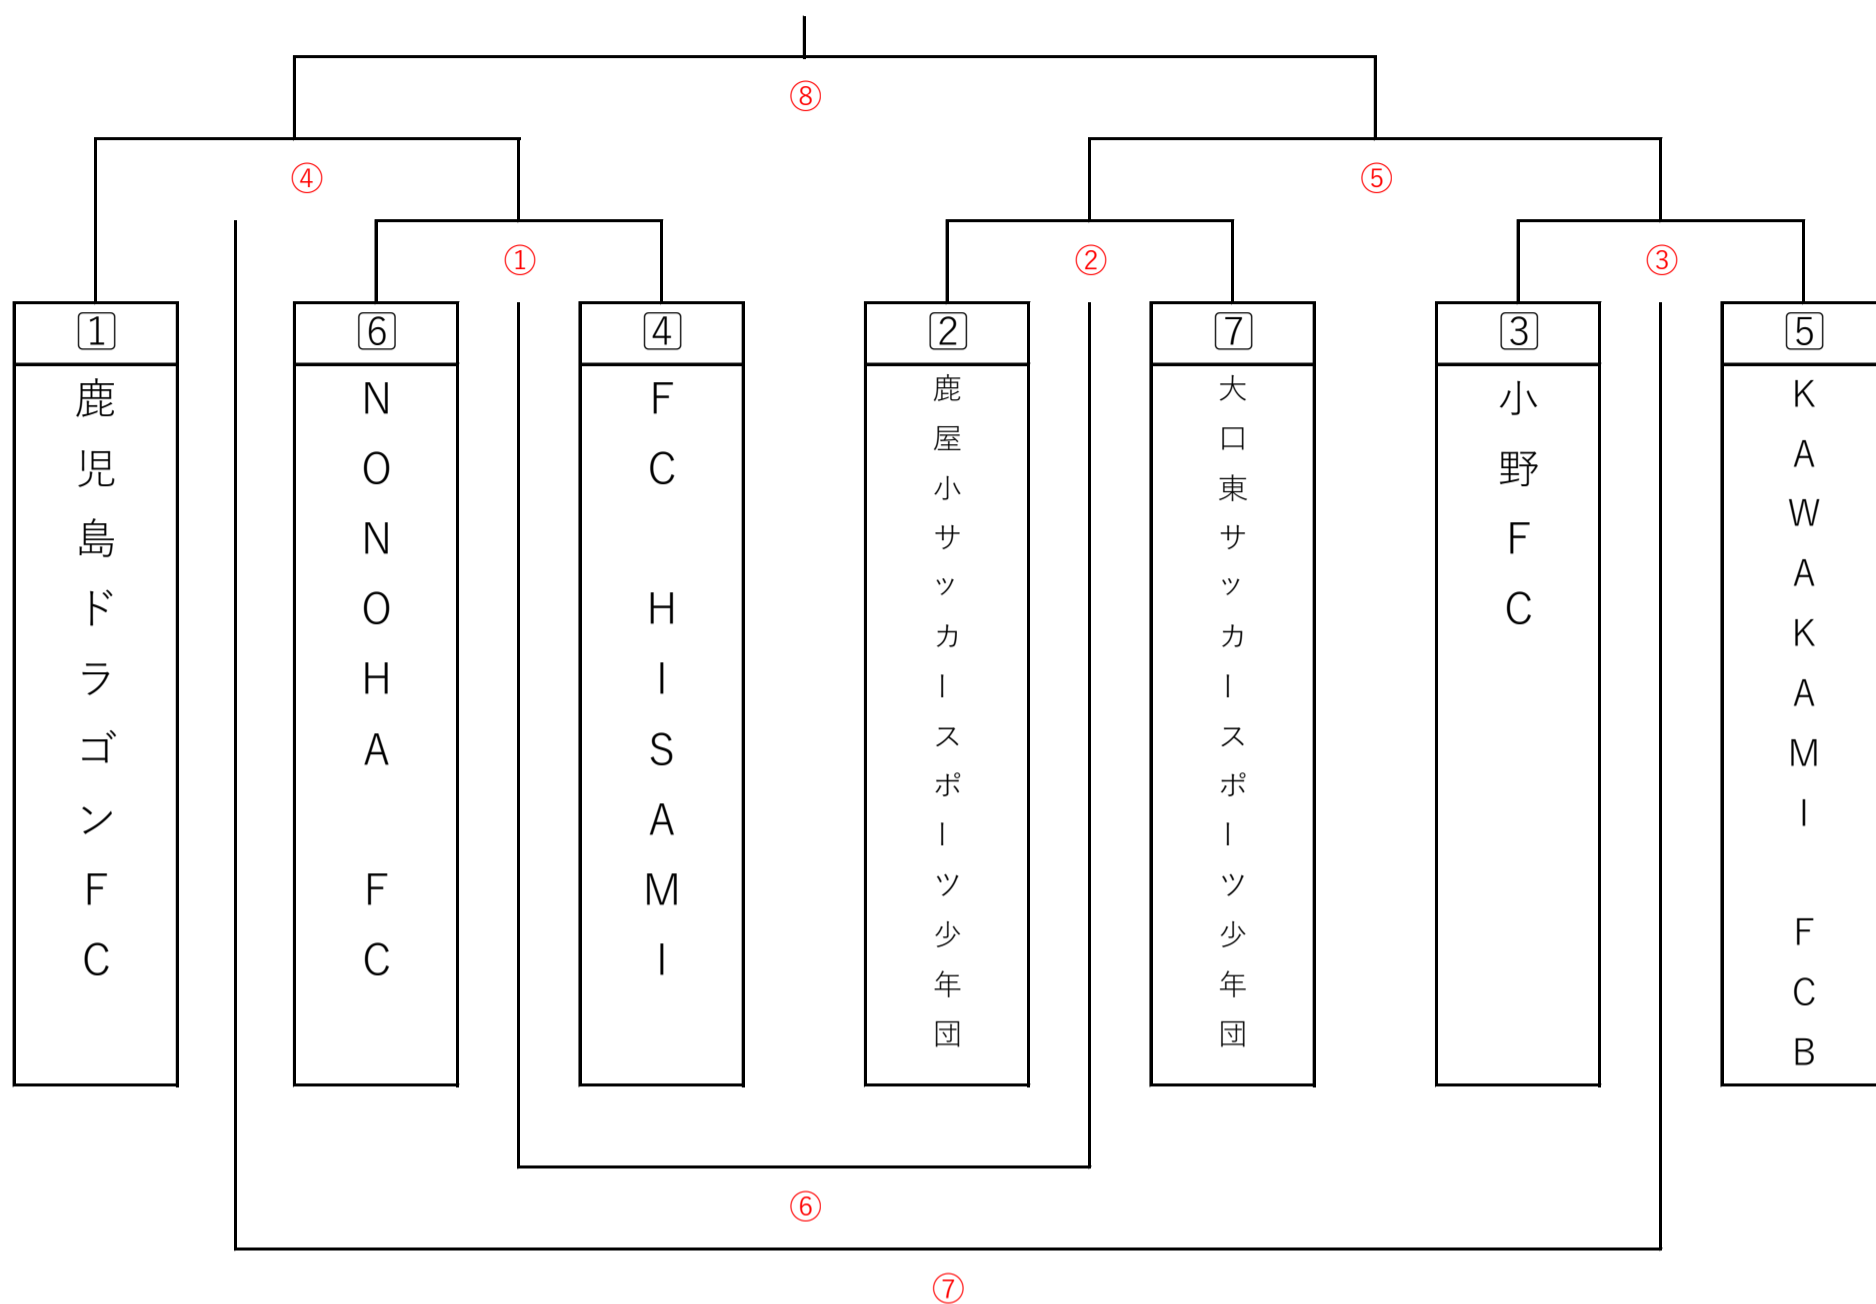 ⑧
④
⑤
①
②
③
1
6
4
2
7
3
5
鹿児島ドラゴンFC
NONOHA FC
FC HISAMI
鹿屋小サッカースポーツ少年団
大口東サッカースポーツ少年団
小野FC
KAWAKAMI FCB
⑥
⑦